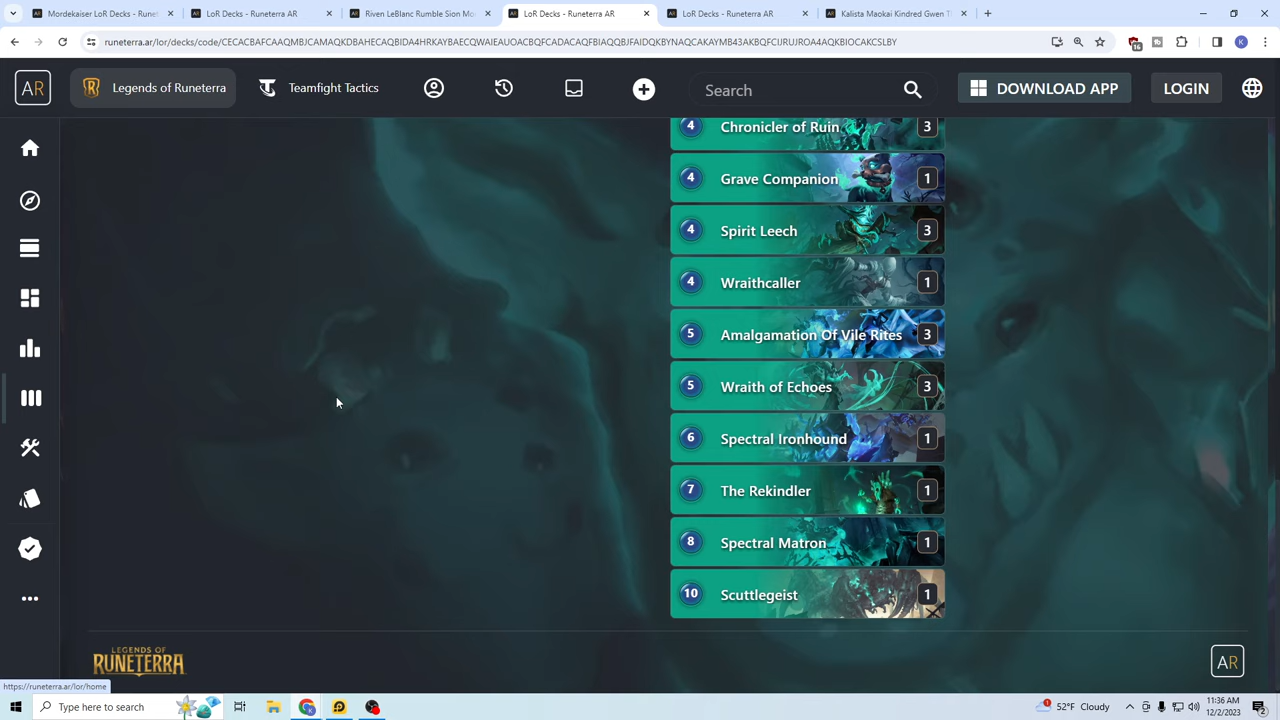 Mordekaiser LoR Decks - Runet
LoR Decks - Runeterra AR
Riven LeBlanc Rumble Sion Mo
LoR Decks - Runeterra AR
LoR Decks - Runeterra AR
Kalista Maokai Kindred Gwen T
runeterra.ar/lor/decks/code/CECACBAFCAAQMBJCAMAQKDBAHECAQBIDA4HRKAYBAECQWAIEAUOACBQFCADACAQFBIAQQBJFAIDQKBYNAQCAKAYMB43AKBQFCIJRUJROA4AQKBIOCAKCSLBY
16
K
AR
Legends of Runeterra
Teamfight Tactics
Search
DOWNLOAD APP
LOGIN
4 Chronicler of Ruin 3
4 Grave Companion 1
4 Spirit Leech 3
4 Wraithcaller 1
5 Amalgamation Of Vile Rites 3
5 Wraith of Echoes 3
6 Spectral Ironhound 1
7 The Rekindler 1
8 Spectral Matron 1
10 Scuttlegeist 1
LEGENDS OF
RUNETERRA
AR
https://runeterra.ar/lor/home
Type here to search
1
52°F Cloudy
11:36 AM
12/2/2023
2